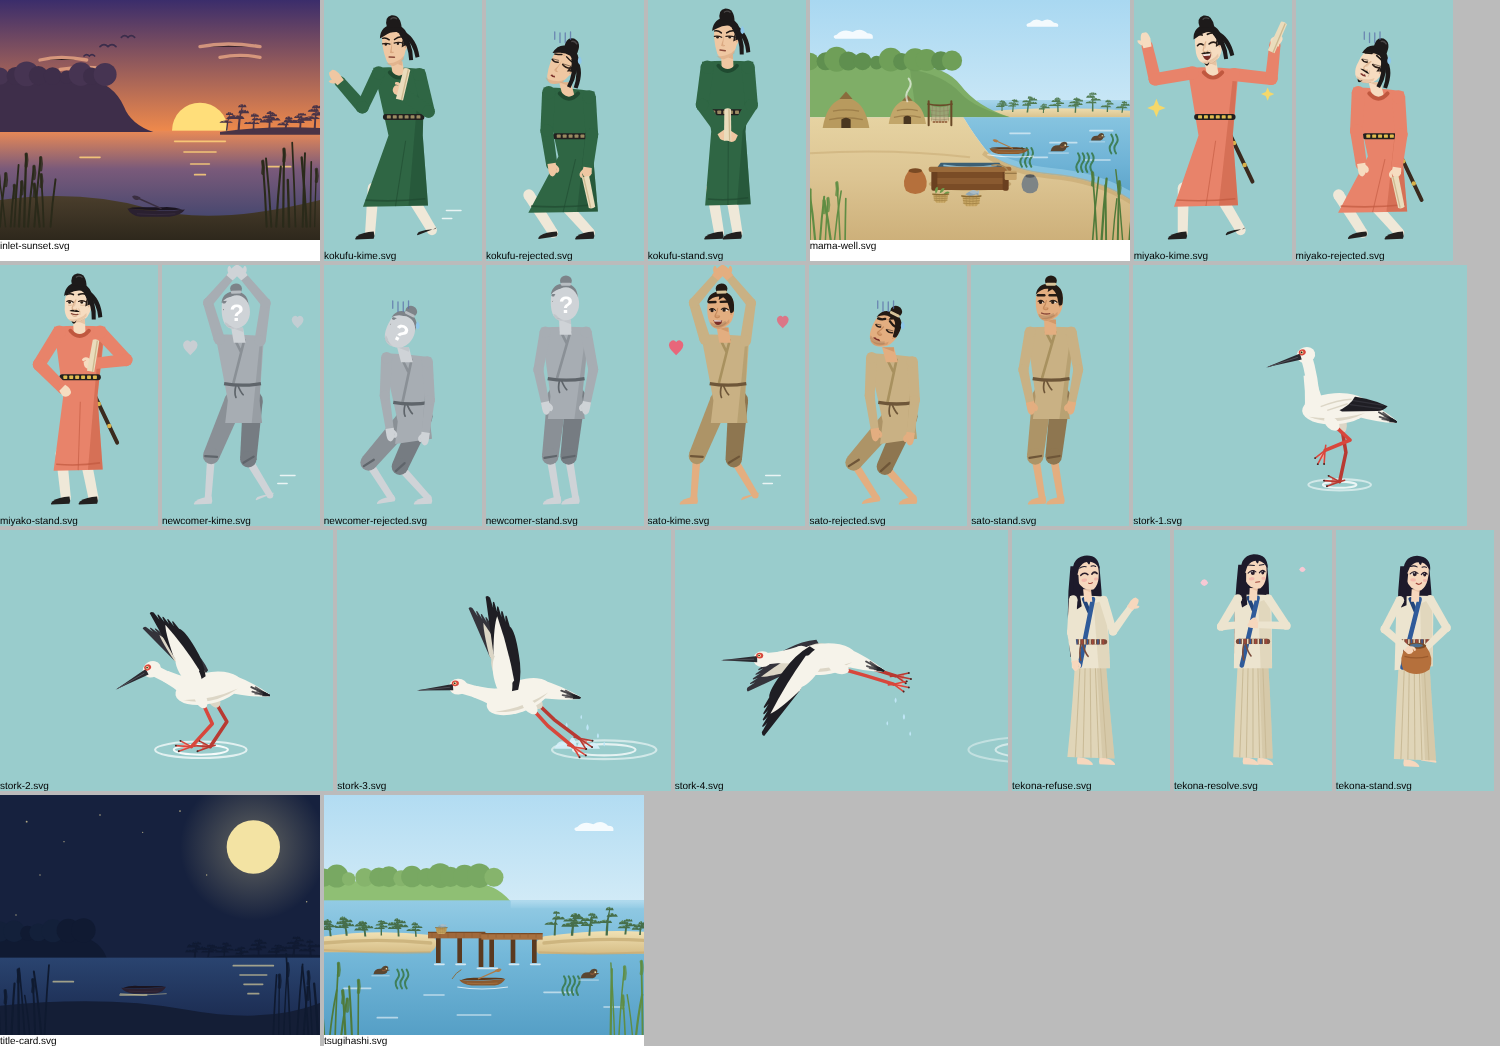 inlet-sunset.svg
kokufu-kime.svg
kokufu-rejected.svg
kokufu-stand.svg
mama-well.svg
miyako-kime.svg
miyako-rejected.svg
miyako-stand.svg
?
newcomer-kime.svg
?
newcomer-rejected.svg
?
newcomer-stand.svg
sato-kime.svg
sato-rejected.svg
sato-stand.svg
stork-1.svg
stork-2.svg
stork-3.svg
stork-4.svg
tekona-refuse.svg
tekona-resolve.svg
tekona-stand.svg
title-card.svg
tsugihashi.svg